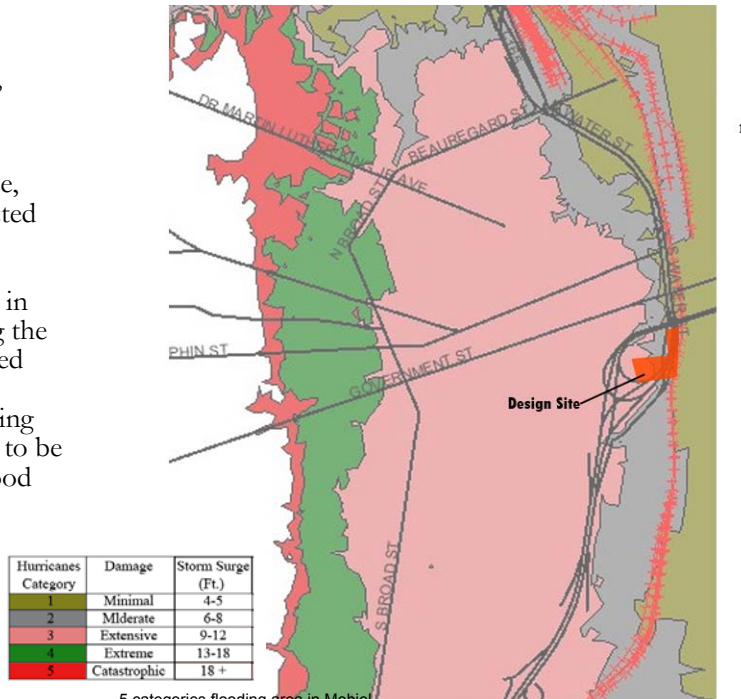 e,
ted
in
g the
ed
ing
to be
ood
DR MARTIN LUTHER KING JR AVE
BEAUREGARD ST
WATER ST
N BROAD ST
S WATER ST
PHIN ST
GOVERNMENT ST
Design Site
S BROAD ST
Hurricanes Category Damage Storm Surge (Ft.)
1 Minimal 4-5
2 MIderate 6-8
3 Extensive 9-12
4 Extreme 13-18
5 Catastrophic 18 +
5 categories flooding area in Mobiel